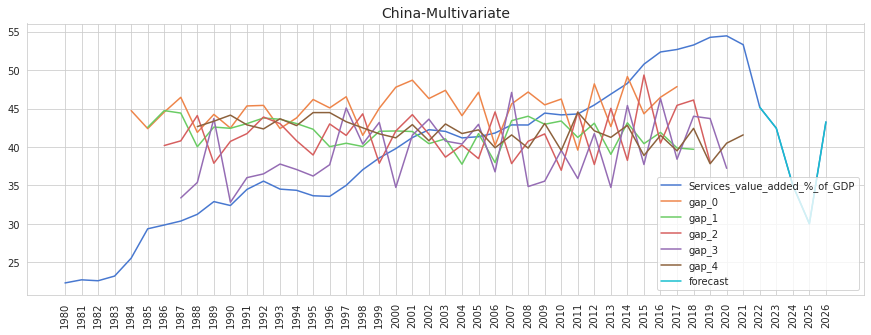 China-Multivariate
55
50
45
40
35
30
25
Services_value_added_%_of_GDP
gap_0
gap_1
gap_2
gap_3
gap_4
forecast
1980 1981 1982 1983 1984 1985 1986 1987 1988 1989 1990 1991 1992 1993 1994 1995 1996 1997 1998 1999 2000 2001 2002 2003 2004 2005 2006 2007 2008 2009 2010 2011 2012 2013 2014 2015 2016 2017 2018 2019 2020 2021 2022 2023 2024 2025 2026